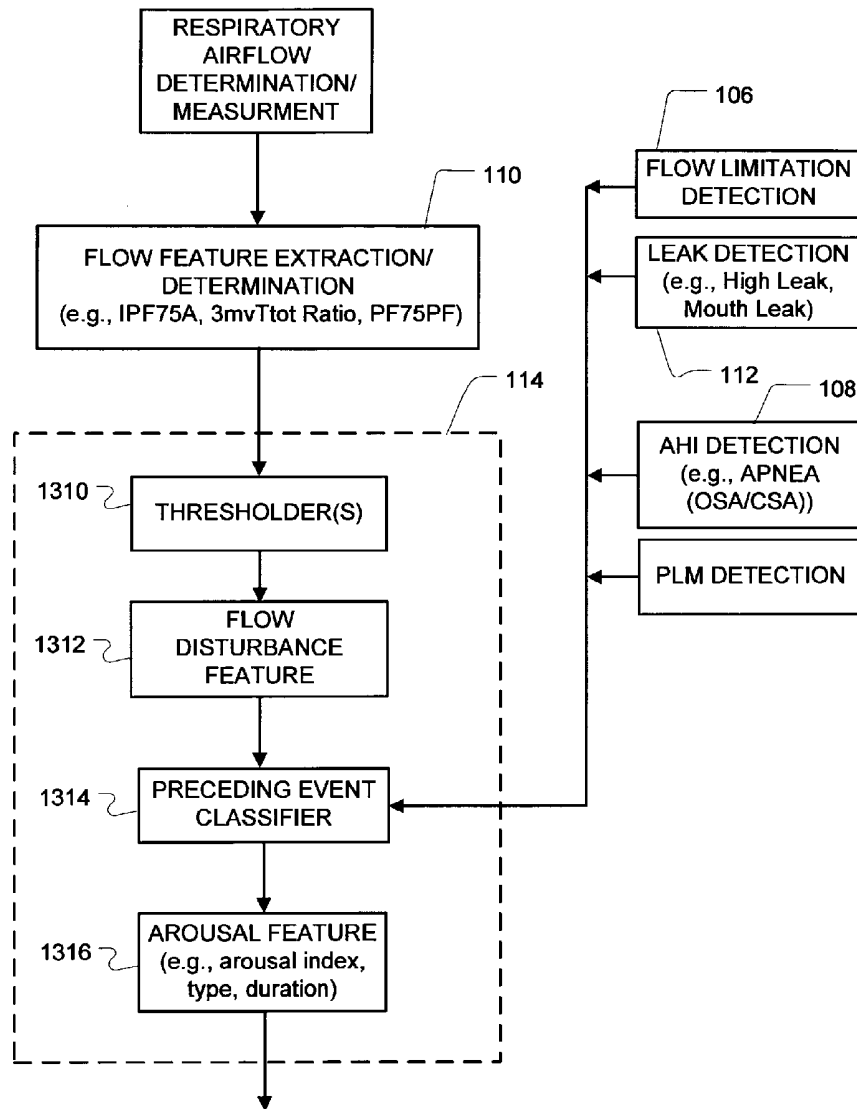 RESPIRATORY
AIRFLOW
DETERMINATION/
MEASURMENT
110
FLOW FEATURE EXTRACTION/
DETERMINATION
(e.g., IPF75A, 3mvTtot Ratio, PF75PF)
106
FLOW LIMITATION
DETECTION
LEAK DETECTION
(e.g., High Leak,
Mouth Leak)
112
108
AHI DETECTION
(e.g., APNEA
(OSA/CSA))
PLM DETECTION
114
1310
THRESHOLDER(S)
1312
FLOW
DISTURBANCE
FEATURE
1314
PRECEDING EVENT
CLASSIFIER
1316
AROUSAL FEATURE
(e.g., arousal index,
type, duration)